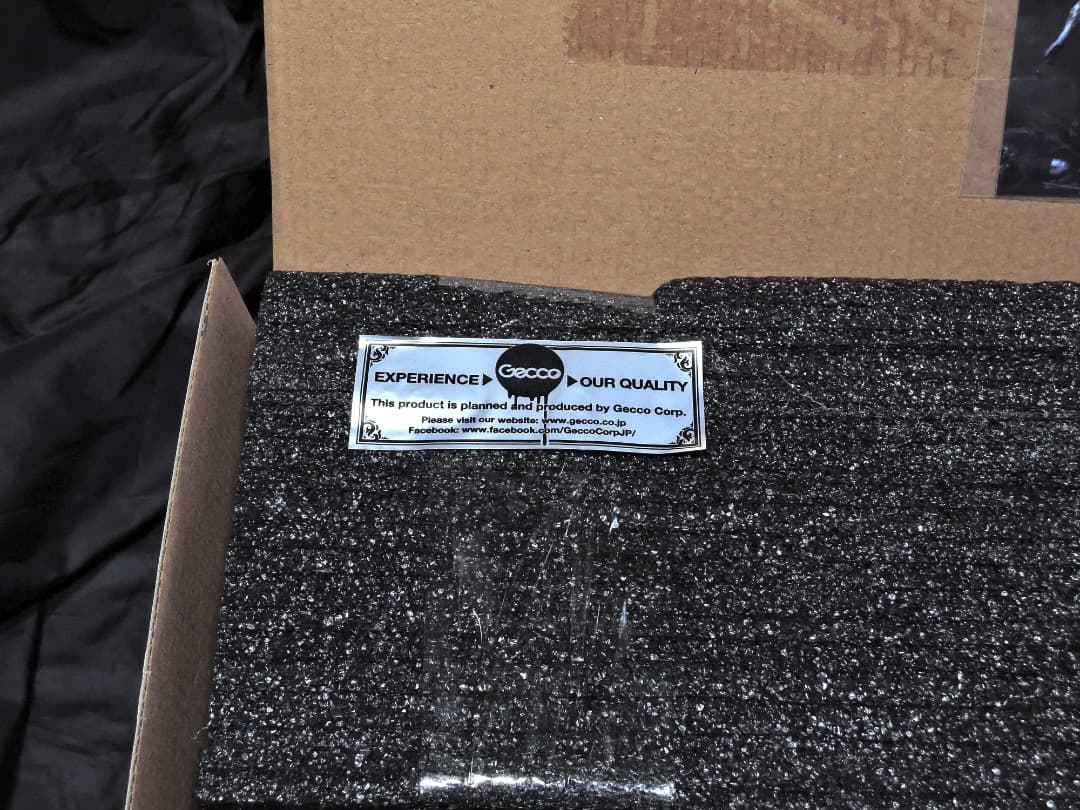 EXPERIENCE▶ Gecco ▶OUR QUALITY
This product is planned and produced by Gecco Corp.
Please visit our website: www.gecco.co.jp
Facebook: www.facebook.com/GeccoCorpJP/